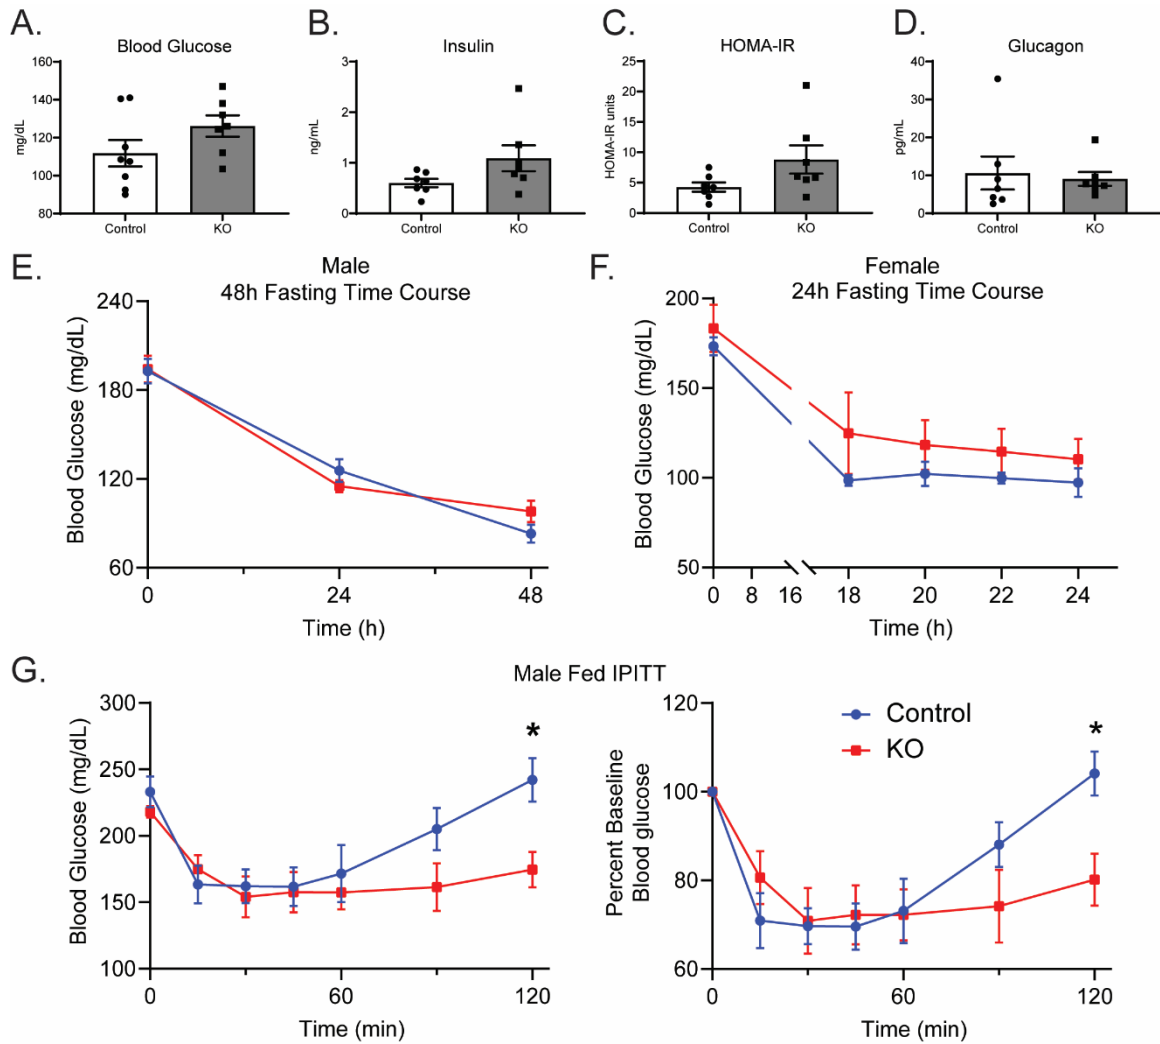 A.
Blood Glucose
mg/dL
160
140
120
100
80
Control
KO
B.
Insulin
ng/mL
3
2
1
0
Control
KO
C.
HOMA-IR
HOMA-IR units
25
20
15
10
5
0
Control
KO
D.
Glucagon
pg/mL
40
30
20
10
0
Control
KO
E.
Male
48h Fasting Time Course
Blood Glucose (mg/dL)
240
180
120
60
0
24
48
Time (h)
F.
Female
24h Fasting Time Course
Blood Glucose (mg/dL)
200
150
100
50
0
8
16
18
20
22
24
Time (h)
G.
Male Fed IPITT
Blood Glucose (mg/dL)
300
250
200
150
100
*
0
60
120
Time (min)
Percent Baseline
Blood glucose
120
100
80
60
Control
KO
*
0
60
120
Time (min)